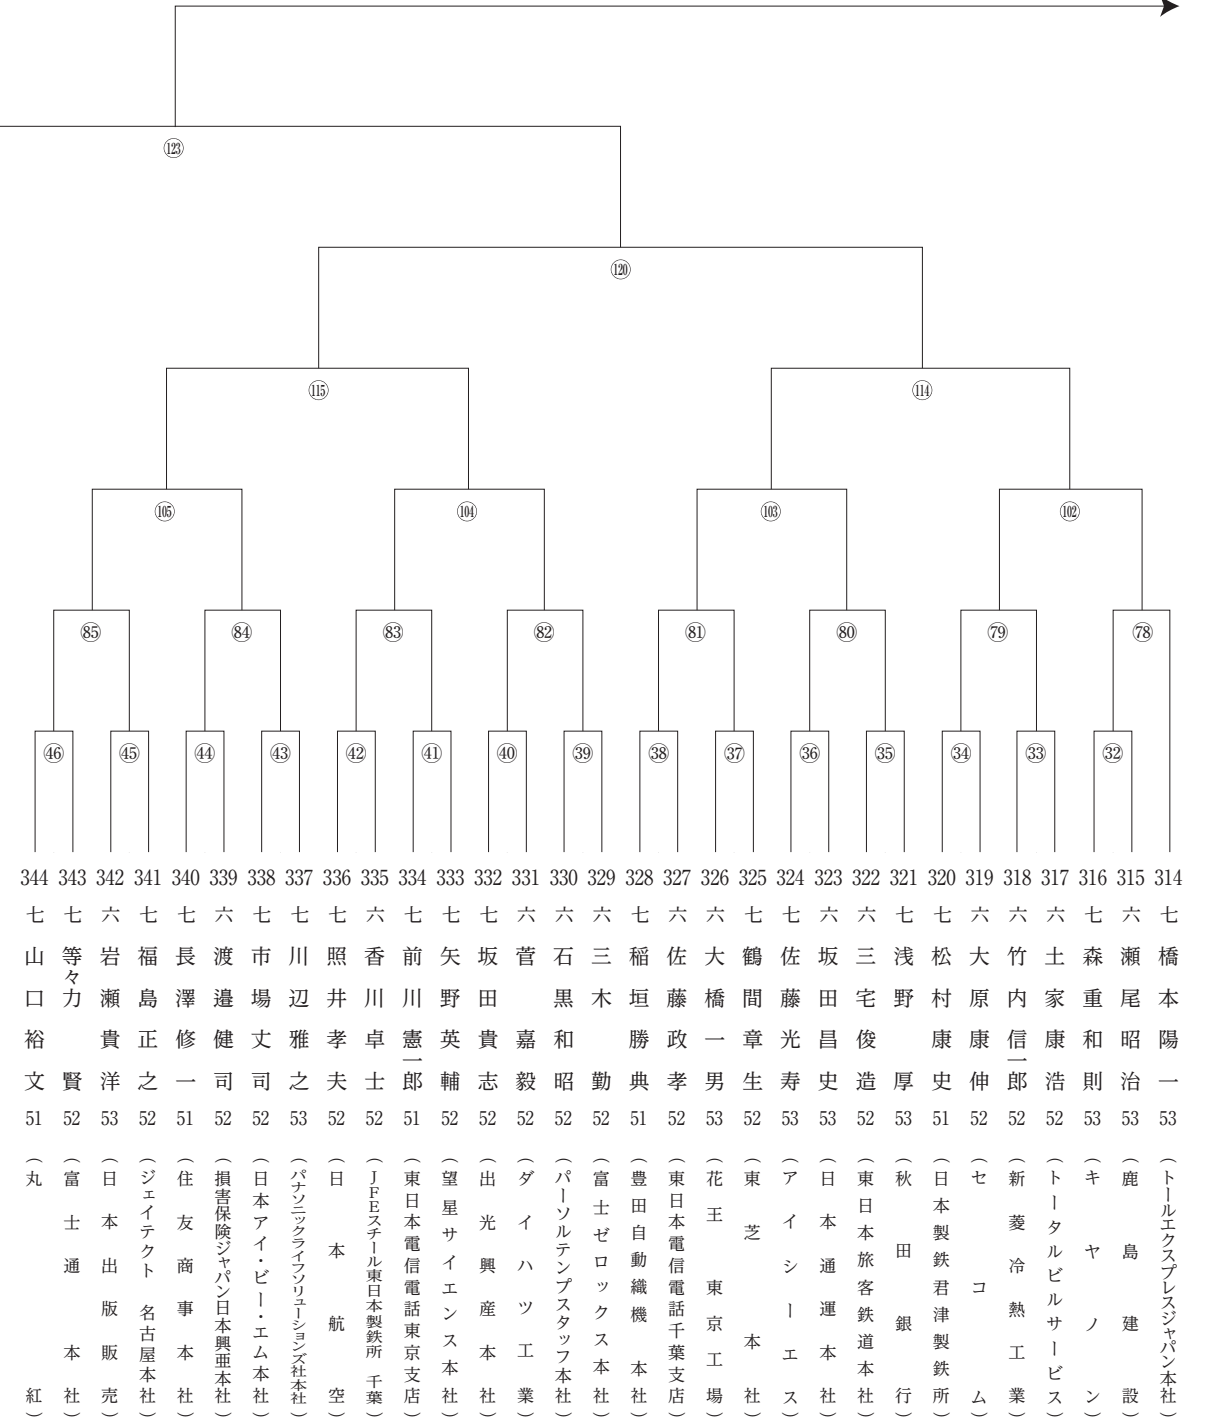 ㊻
㊺
㊹
㊸
㊷
㊶
㊵
㊴
㊳
㊲
㊱
㉟
㉞
㉝
㉜
85
84
83
82
81
80
79
78
105
104
103
102
115
114
120
123
314 七 橋本陽一 53 (トールエクスプレスジャパン本社)
315 六 瀬尾昭治 53 (鹿島建設)
316 七 森重和則 53 (キヤノン)
317 六 土家康浩 52 (トータルビルサービス)
318 六 竹内信一郎 52 (新菱冷熱工業)
319 六 大原康伸 52 (セコム)
320 七 松村康史 51 (日本製鉄君津製鉄所)
321 七 浅野厚 53 (秋田銀行)
322 六 三宅俊造 52 (東日本旅客鉄道本社)
323 六 坂田昌史 53 (日本通運本社)
324 七 佐藤光寿 53 (アイシーエス)
325 七 鶴間章生 52 (東芝 本社)
326 六 大橋一男 53 (花王 東京工場)
327 六 佐藤政孝 52 (東日本電信電話千葉支店)
328 七 稲垣勝典 51 (豊田自動織機 本社)
329 六 三木勤 52 (富士ゼロックス本社)
330 六 石黒和昭 52 (パーソルテンプスタッフ本社)
331 六 菅嘉毅 52 (ダイハツ工業)
332 七 坂田貴志 52 (出光興産本社)
333 七 矢野英輔 52 (望星サイエンス本社)
334 七 前川憲一郎 51 (東日本電信電話東京支店)
335 六 香川卓士 52 (JFEスチール東日本製鉄所 千葉)
336 七 照井孝夫 52 (日本航空)
337 七 川辺雅之 53 (パナソニックライフソリューションズ社本社)
338 七 市場丈司 52 (日本アイ・ビー・エム本社)
339 六 渡邉健司 52 (損害保険ジャパン日本興亜本社)
340 七 長澤修一 51 (住友商事本社)
341 七 福島正之 52 (ジェイテクト 名古屋本社)
342 六 岩瀬貴洋 53 (日本出版販売)
343 七 等々力賢 52 (富士通 本社)
344 七 山口裕文 51 (丸紅)